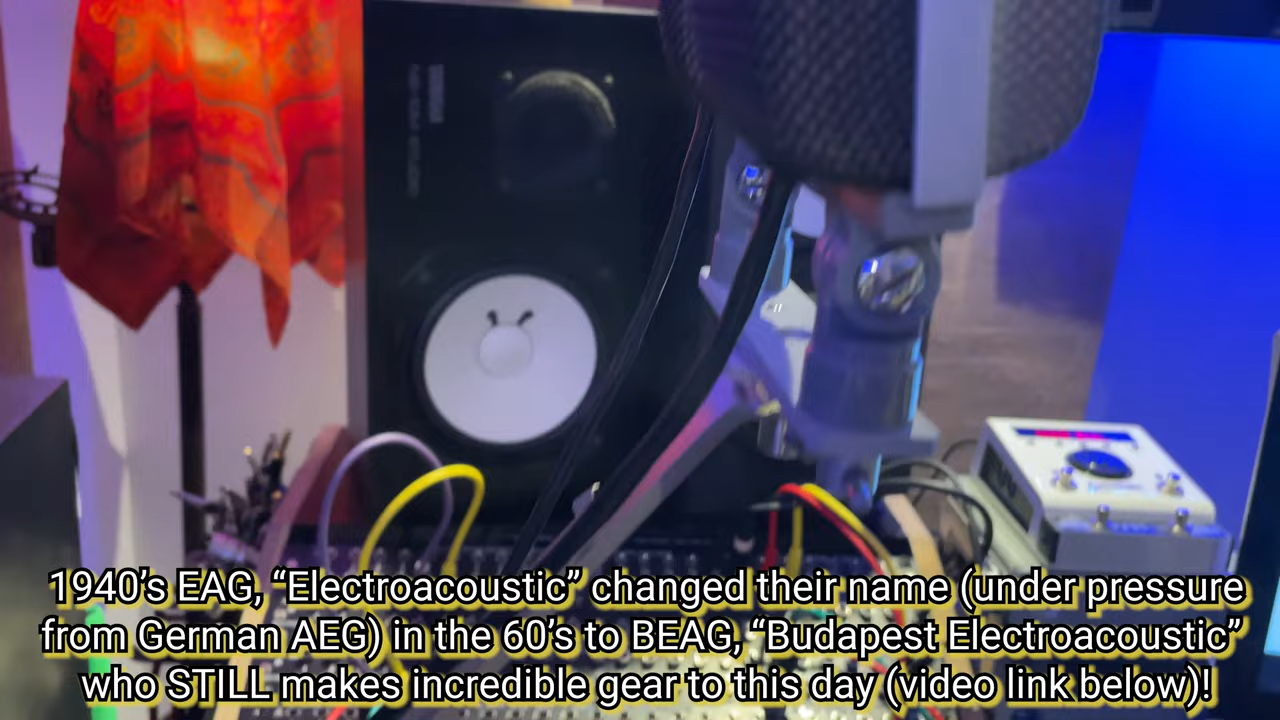 1940’s EAG, “Electroacoustic” changed their name (under pressure
from German AEG) in the 60’s to BEAG, “Budapest Electroacoustic”
who STILL makes incredible gear to this day (video link below)!